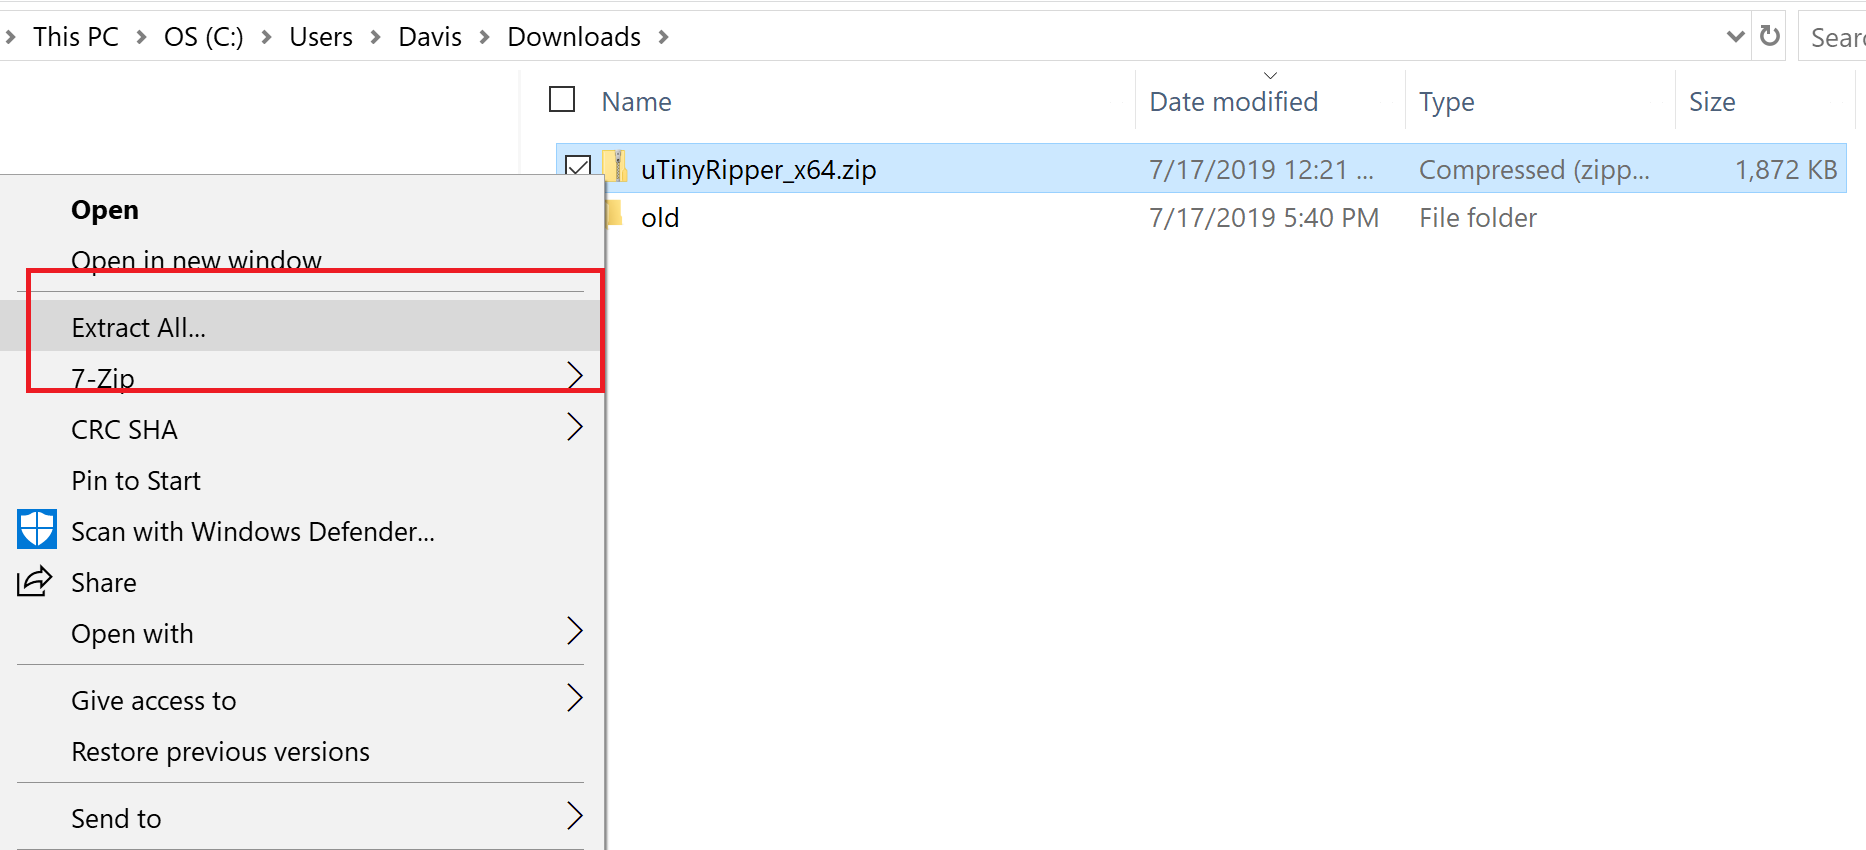 This PC > OS (C:) > Users > Davis > Downloads >
Sear
Name Date modified Type Size
uTinyRipper_x64.zip 7/17/2019 12:21 ... Compressed (zipp... 1,872 KB
old 7/17/2019 5:40 PM File folder
Open
Open in new window
Extract All...
7-Zip
CRC SHA
Pin to Start
Scan with Windows Defender...
Share
Open with
Give access to
Restore previous versions
Send to